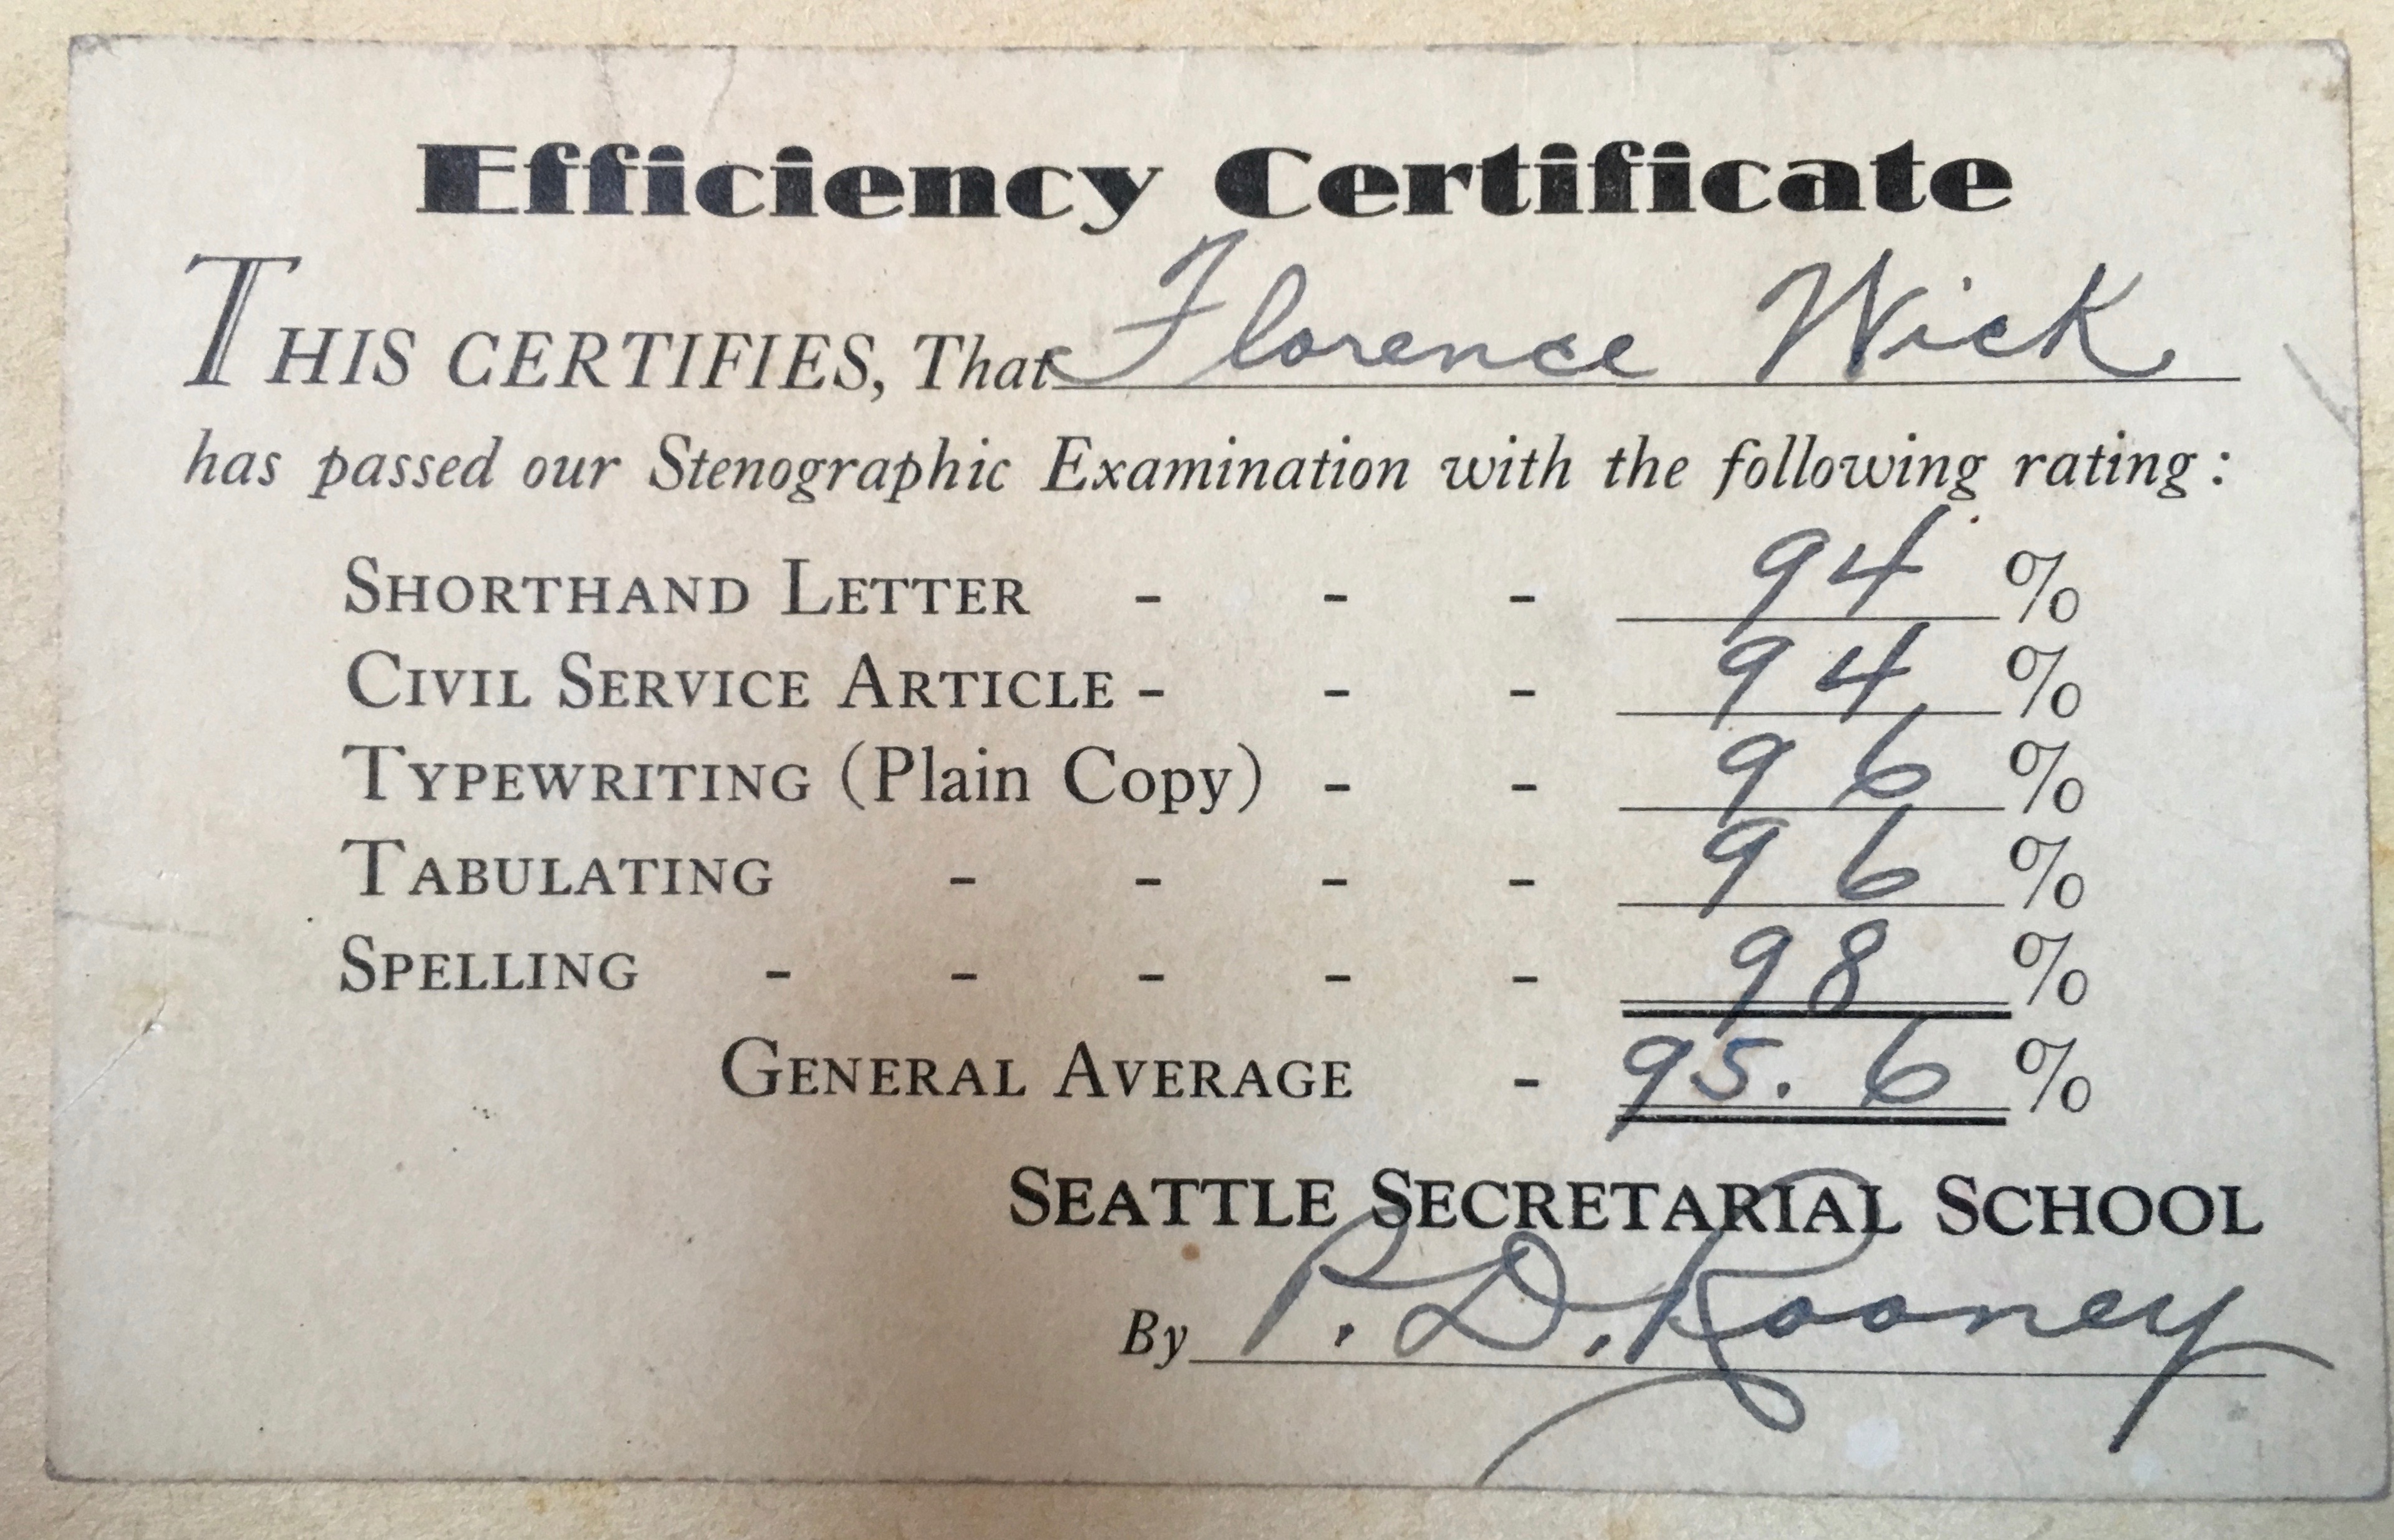 Efficiency Certificate
THIS CERTIFIES, That Florence Wick
has passed our Stenographic Examination with the following rating:
SHORTHAND LETTER - - - 94 %
CIVIL SERVICE ARTICLE - - - 94 %
TYPEWRITING (Plain Copy) - - 96 %
TABULATING - - - - 96 %
SPELLING - - - - - 98 %
GENERAL AVERAGE - 95.6 %
SEATTLE SECRETARIAL SCHOOL
By P. D. Rooney